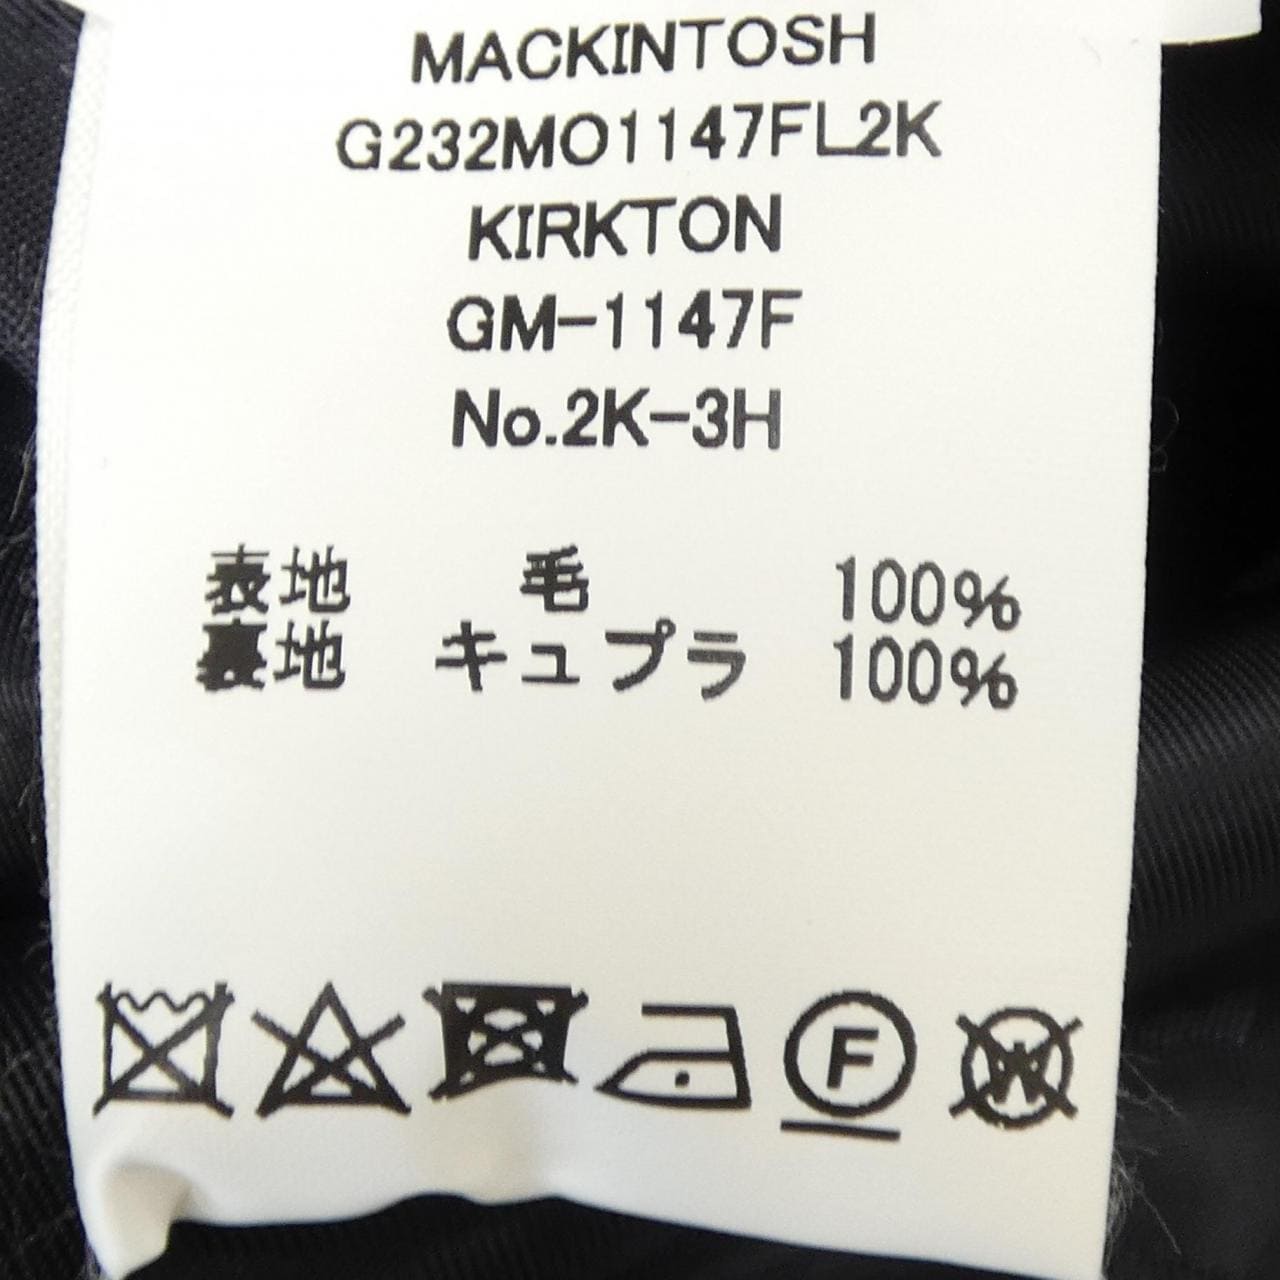 MACKINTOSH
G232MO1147FL2K
KIRKTON
GM-1147F
No.2K-3H
表地 毛 100%
裏地 キュプラ 100%
F W